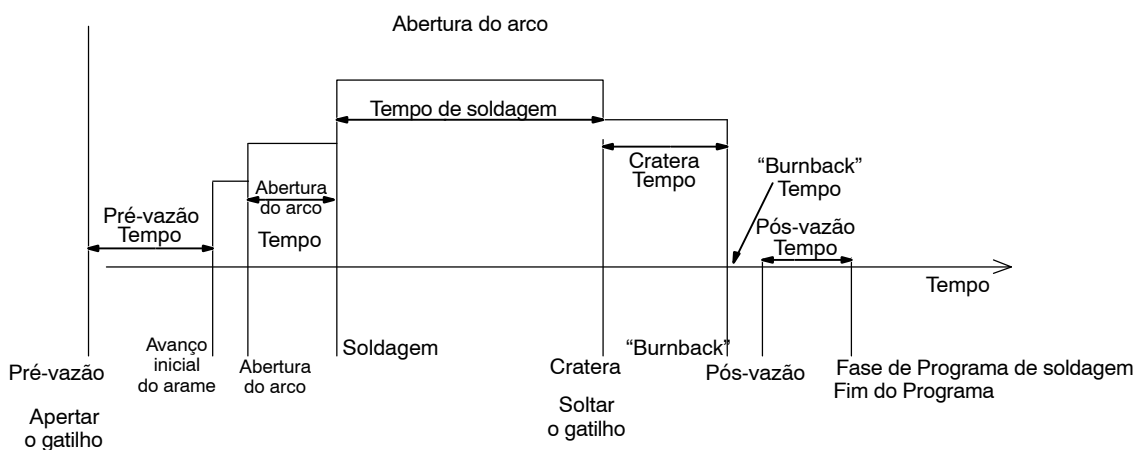 Abertura do arco
Tempo de soldagem
Cratera
Tempo
“Burnback”
Tempo
Abertura
do arco
Tempo
Pré-vazão
Tempo
Pós-vazão
Tempo
Tempo
Pré-vazão
Avanço
inicial
do arame
Abertura
do arco
Soldagem
Cratera
“Burnback”
Pós-vazão
Fase de Programa de soldagem
Fim do Programa
Apertar
o gatilho
Soltar
o gatilho